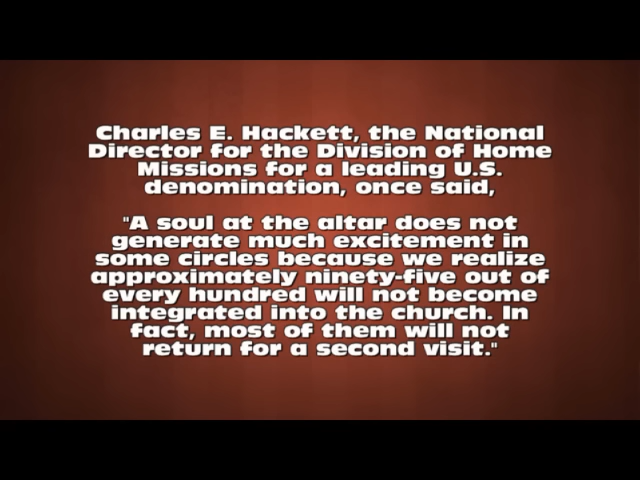 Charles E. Hackett, the National
Director for the Division of Home
Missions for a leading U.S.
denomination, once said,
"A soul at the altar does not
generate much excitement in
some circles because we realize
approximately ninety-five out of
every hundred will not become
integrated into the church. In
fact, most of them will not
return for a second visit."